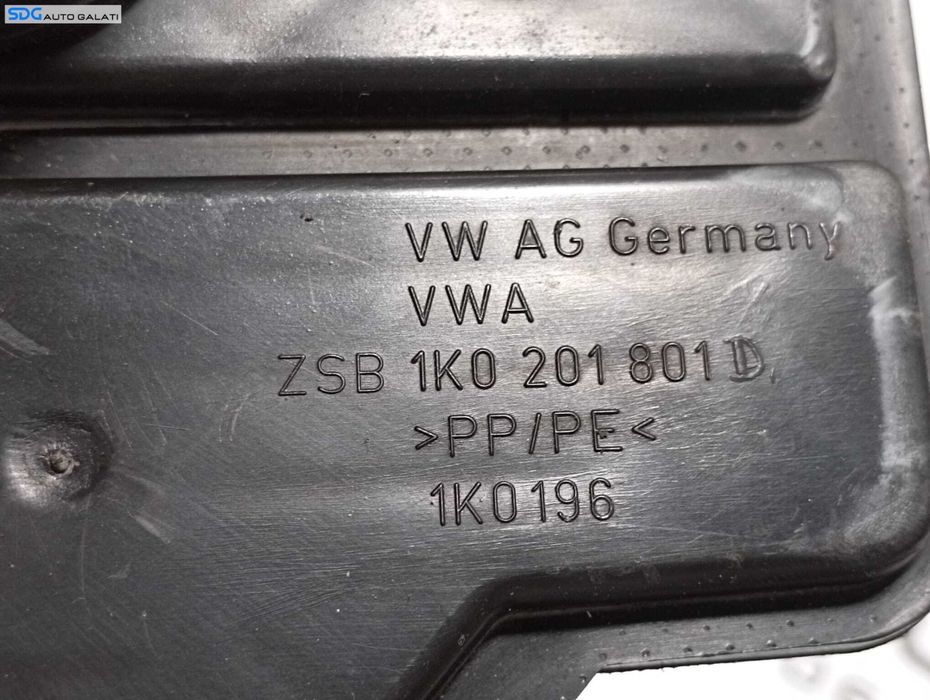 SDG AUTO GALATI
VW AG Germany
VWA
ZSB 1K0 201 801 D
>PP/PE<
1K0196